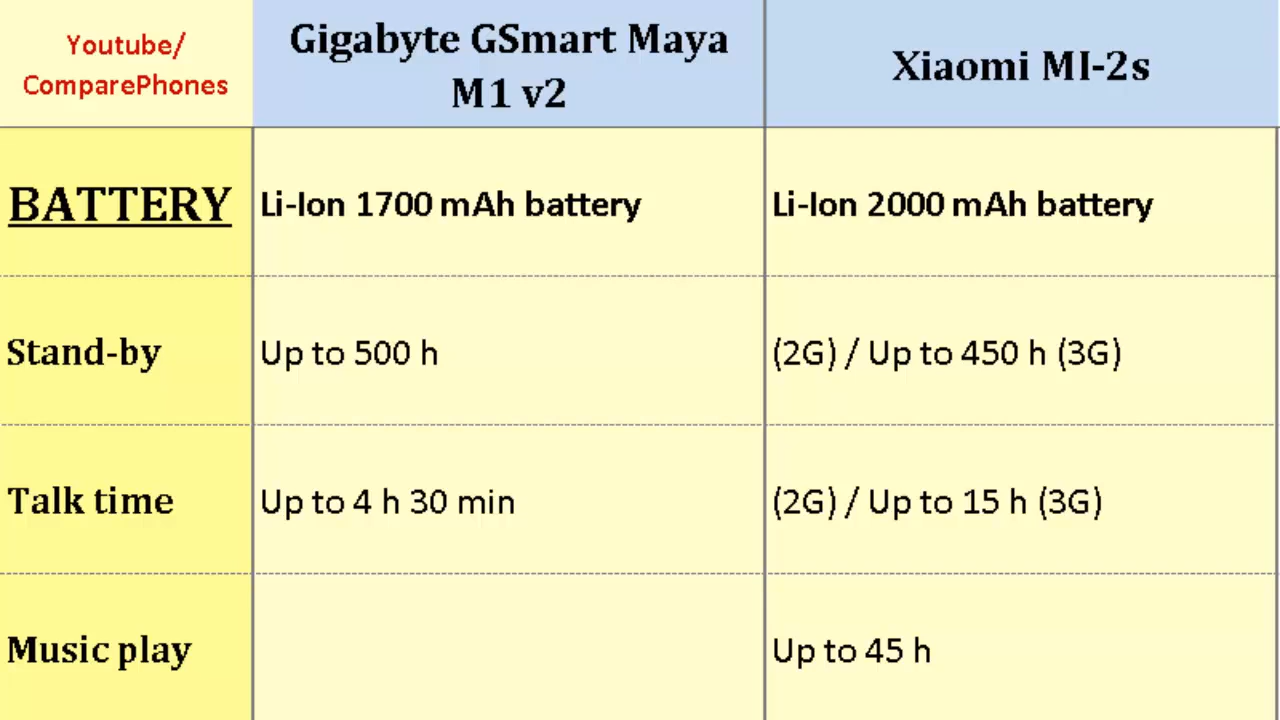 Youtube/
ComparePhones
Gigabyte GSmart Maya
M1 v2
Xiaomi MI-2s
BATTERY
Li-Ion 1700 mAh battery
Li-Ion 2000 mAh battery
Stand-by
Up to 500 h
(2G) / Up to 450 h (3G)
Talk time
Up to 4 h 30 min
(2G) / Up to 15 h (3G)
Music play
Up to 45 h